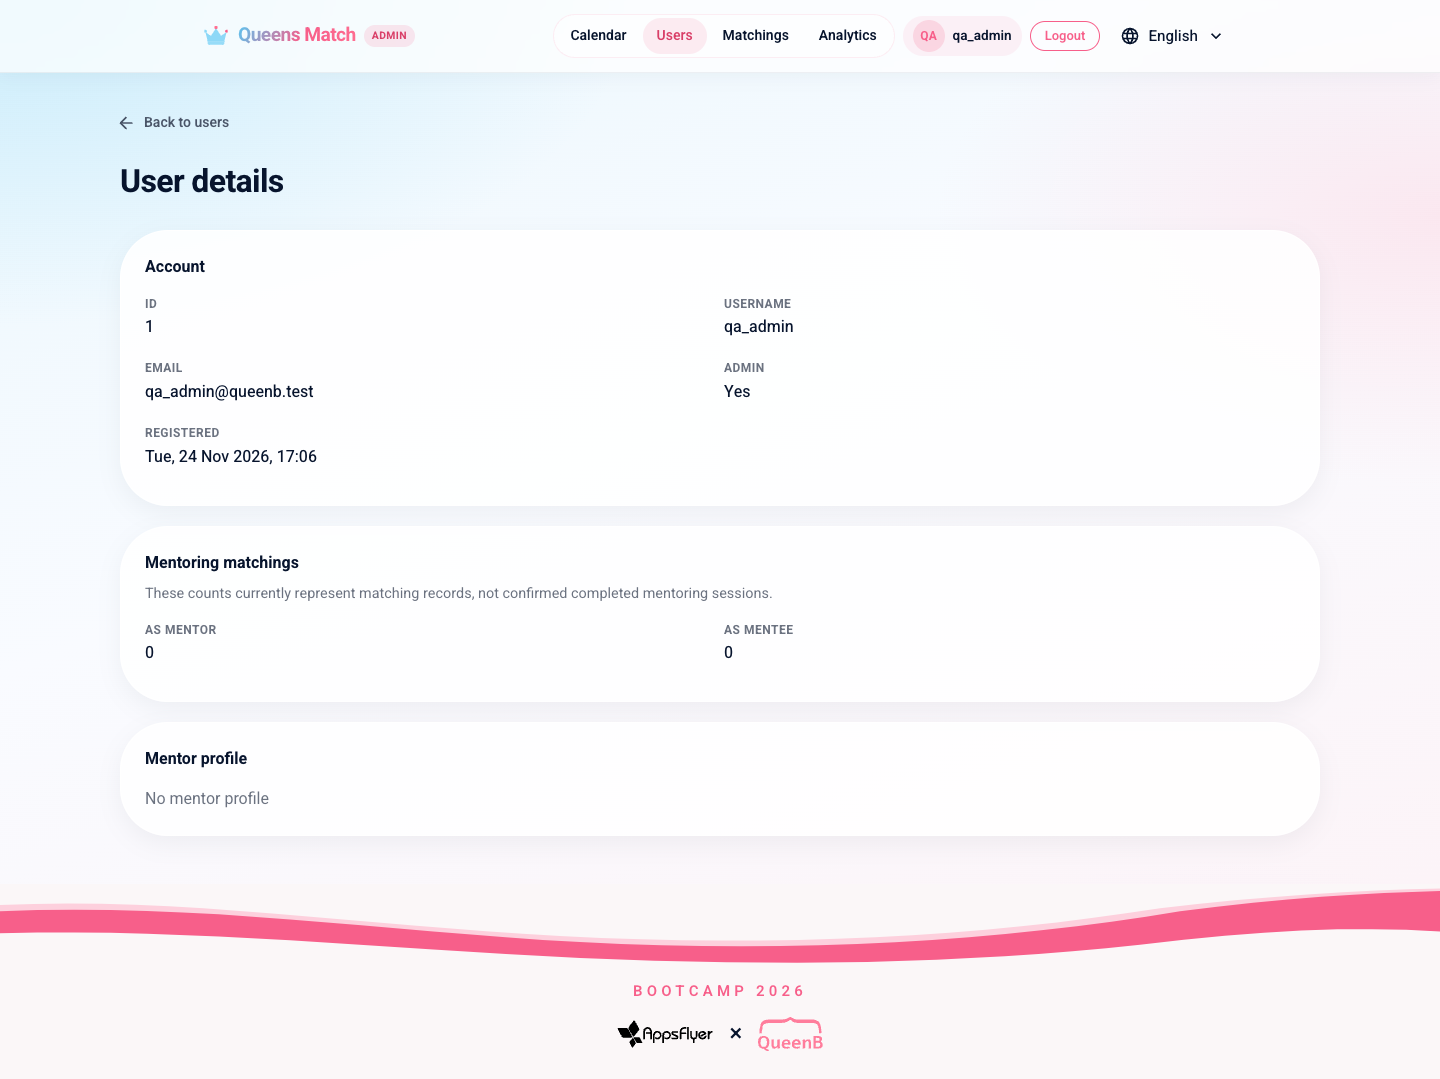 Queens Match ADMIN Calendar Users Matchings Analytics QA qa_admin Logout English
Back to users
User details
Account
ID USERNAME
1 qa_admin
EMAIL ADMIN
qa_admin@queenb.test Yes
REGISTERED
Tue, 24 Nov 2026, 17:06
Mentoring matchings
These counts currently represent matching records, not confirmed completed mentoring sessions.
AS MENTOR AS MENTEE
0 0
Mentor profile
No mentor profile
BOOTCAMP 2026
AppsFlyer × QueenB